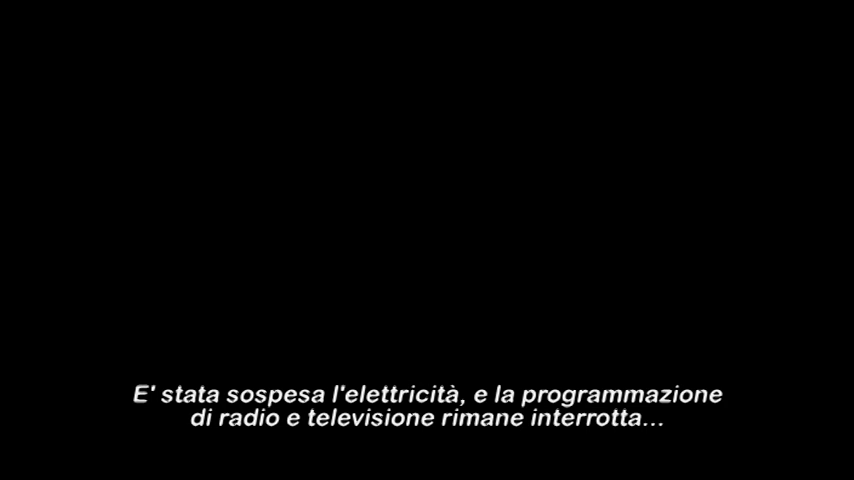 E' stata sospesa l'elettricità, e la programmazione
di radio e televisione rimane interrotta...